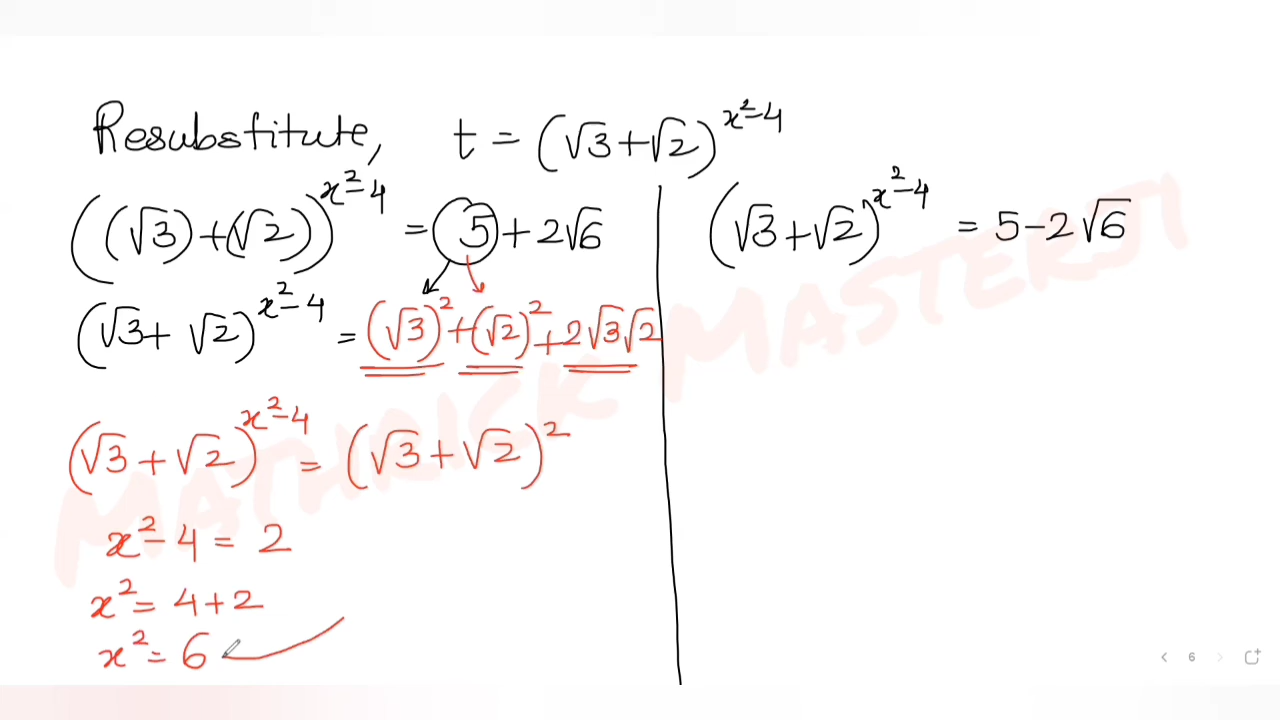 Resubstitute, t = (√3+√2)^(x²-4)
((√3)+(√2))^(x²-4) = 5 + 2√6
(√3+ √2)^(x²-4) = (√3)² + (√2)² + 2√3√2
(√3 + √2)^(x²-4) = (√3 + √2)²
x² - 4 = 2
x² = 4 + 2
x² = 6
(√3+√2)^(x²-4) = 5 - 2√6
MATHRICK MASTERJI
< 6 >